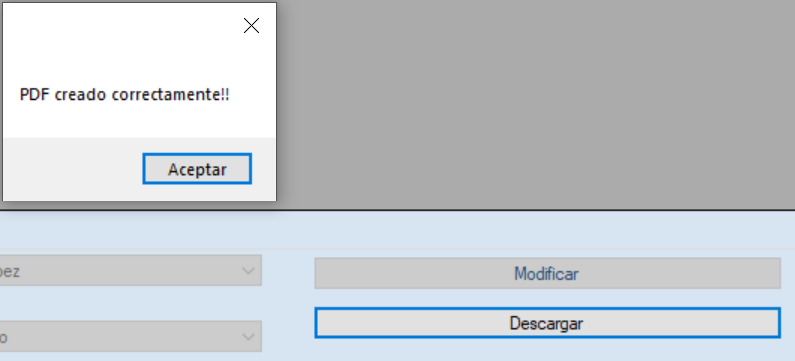 PDF creado correctamente!!
Aceptar
Modificar
Descargar